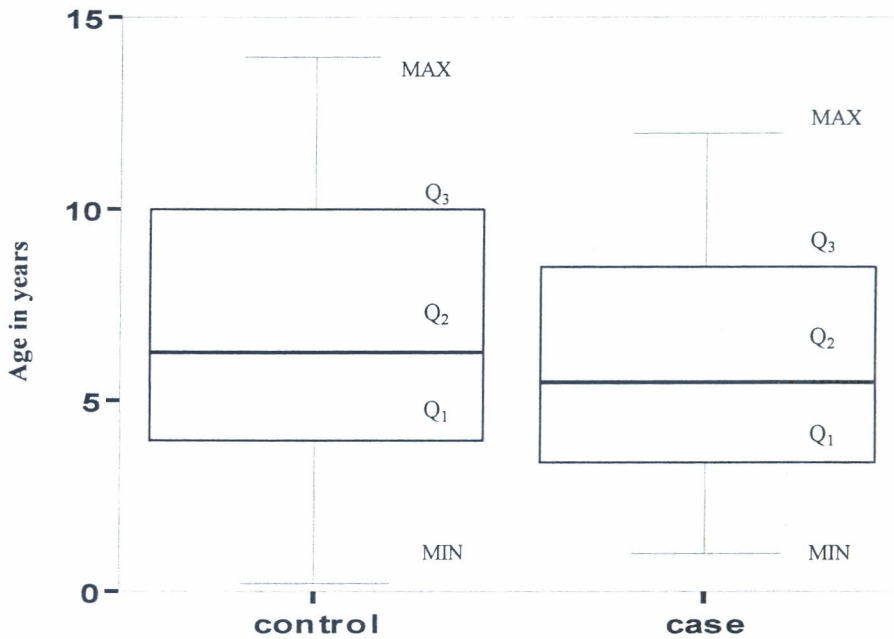 15
10
5
0
Age in years
MAX
Q₃
Q₂
Q₁
MIN
MAX
Q₃
Q₂
Q₁
MIN
control
case